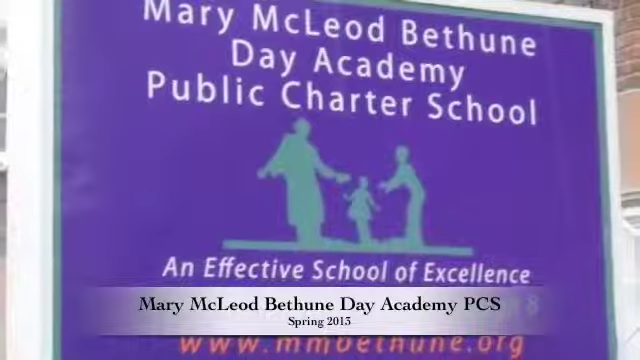 Mary McLeod Bethune
Day Academy
Public Charter School
An Effective School of Excellence
8
Mary McLeod Bethune Day Academy PCS
Spring 2013
www.mmbethune.org